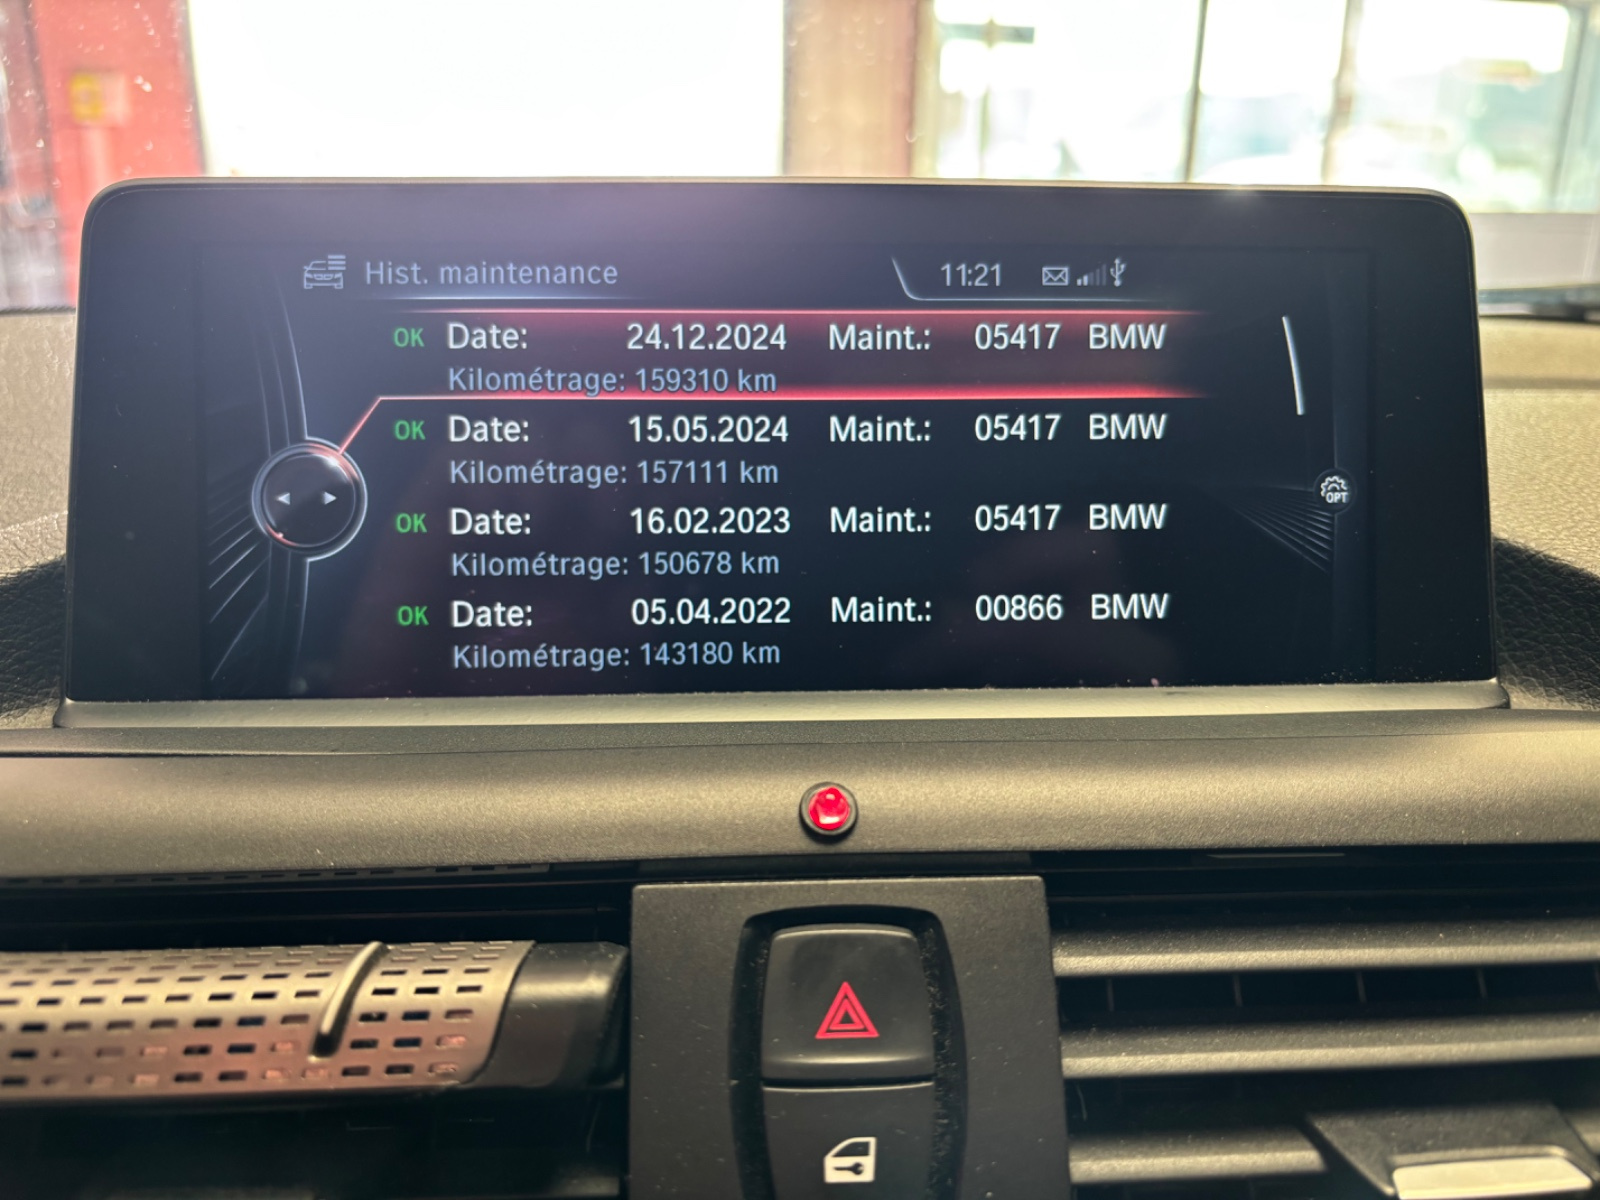 Hist. maintenance 11:21
OK Date: 24.12.2024 Maint.: 05417 BMW
Kilométrage: 159310 km
OK Date: 15.05.2024 Maint.: 05417 BMW
Kilométrage: 157111 km
OK Date: 16.02.2023 Maint.: 05417 BMW
Kilométrage: 150678 km
OPT
OK Date: 05.04.2022 Maint.: 00866 BMW
Kilométrage: 143180 km